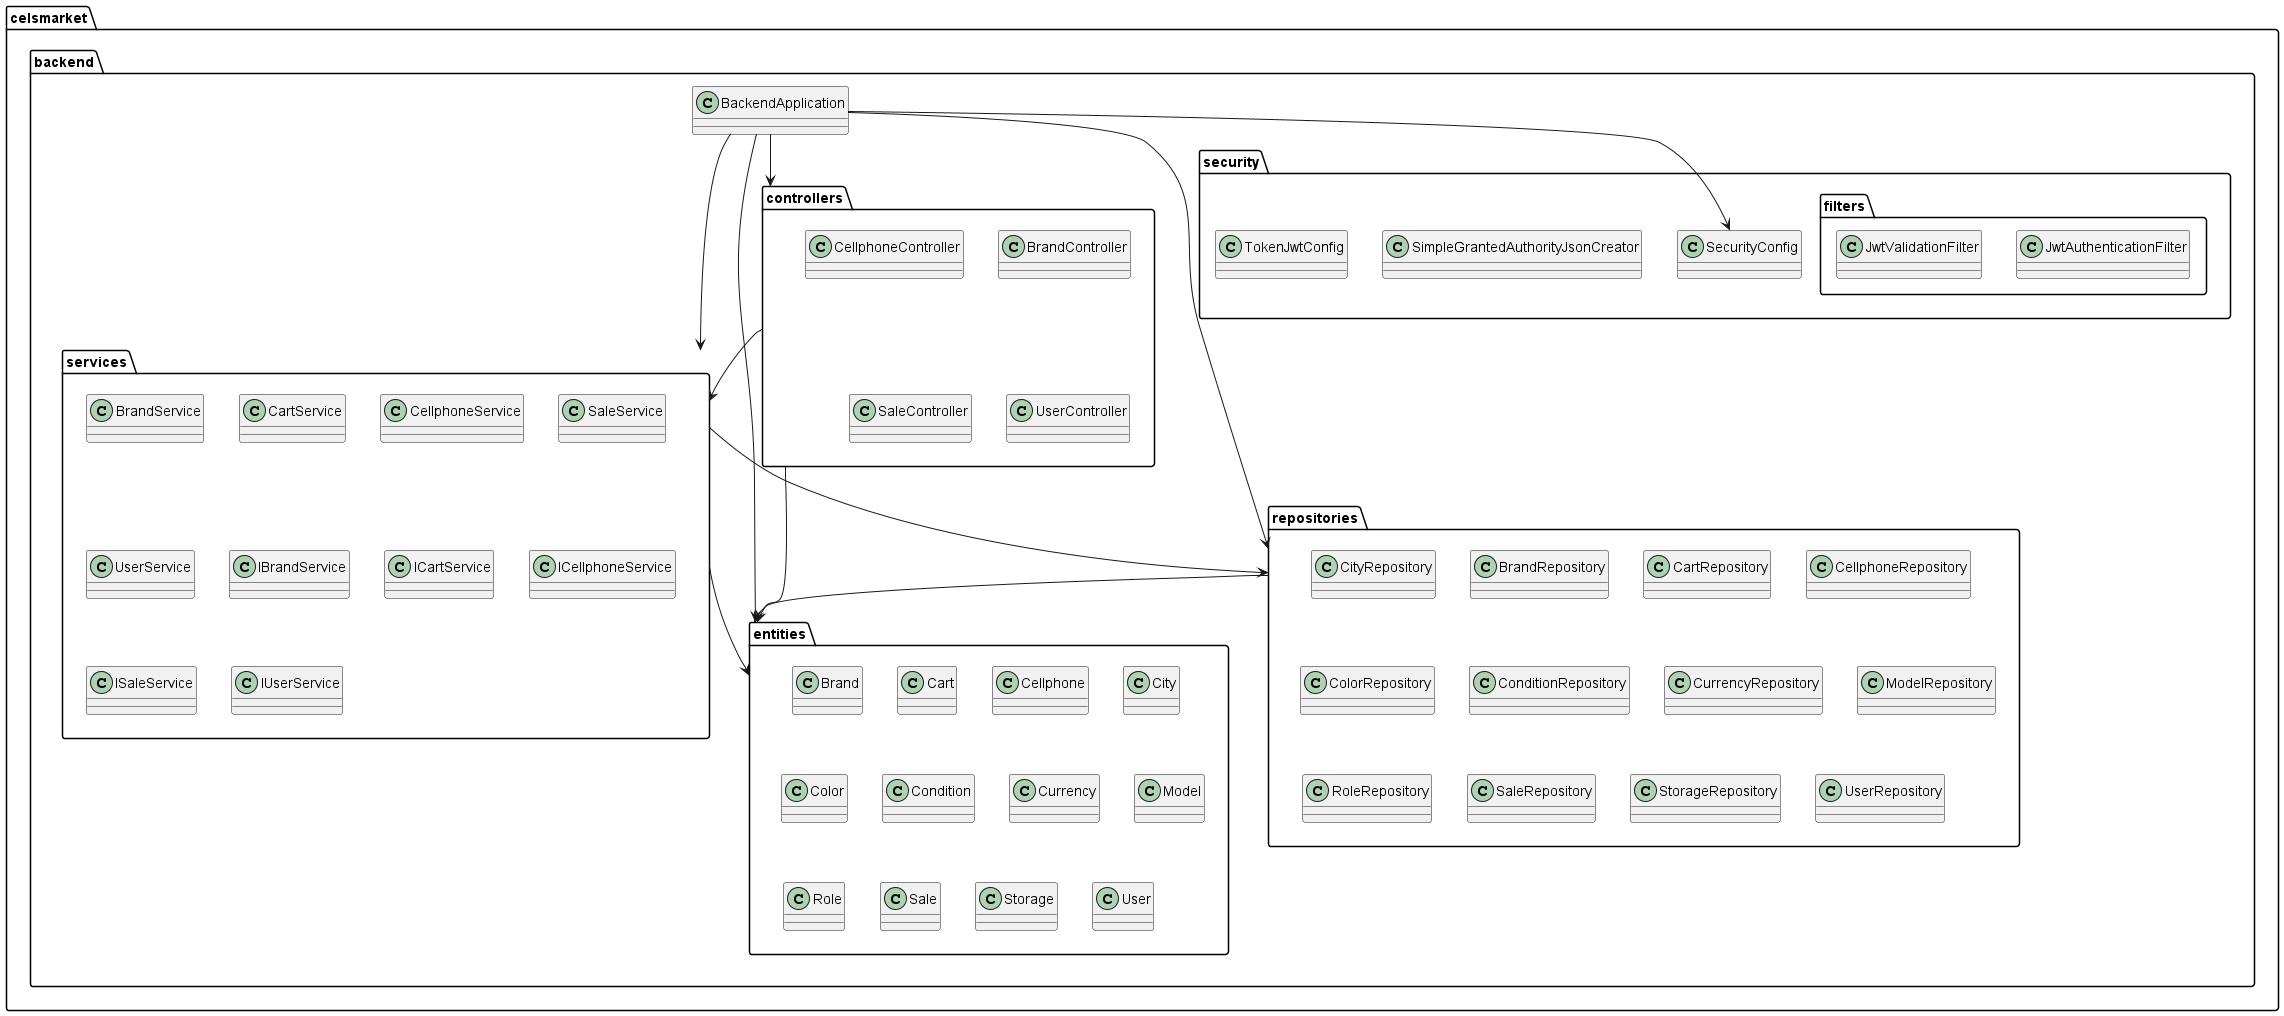 celsmarket
backend
C BackendApplication
security
filters
C TokenJwtConfig
C SimpleGrantedAuthorityJsonCreator
C SecurityConfig
C JwtValidationFilter
C JwtAuthenticationFilter
controllers
C CellphoneController
C BrandController
C SaleController
C UserController
services
C BrandService
C CartService
C CellphoneService
C SaleService
C UserService
C IBrandService
C ICartService
C ICellphoneService
C ISaleService
C IUserService
repositories
C CityRepository
C BrandRepository
C CartRepository
C CellphoneRepository
C ColorRepository
C ConditionRepository
C CurrencyRepository
C ModelRepository
C RoleRepository
C SaleRepository
C StorageRepository
C UserRepository
entities
C Brand
C Cart
C Cellphone
C City
C Color
C Condition
C Currency
C Model
C Role
C Sale
C Storage
C User